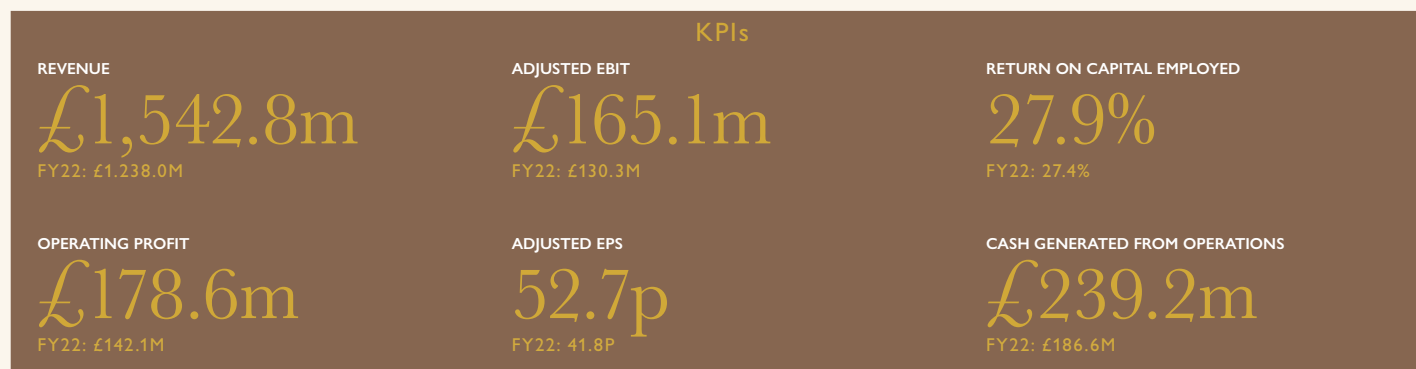 KPIs
REVENUE
£1,542.8m
FY22: £1.238.0M
ADJUSTED EBIT
£165.1m
FY22: £130.3M
RETURN ON CAPITAL EMPLOYED
27.9%
FY22: 27.4%
OPERATING PROFIT
£178.6m
FY22: £142.1M
ADJUSTED EPS
52.7p
FY22: 41.8P
CASH GENERATED FROM OPERATIONS
£239.2m
FY22: £186.6M